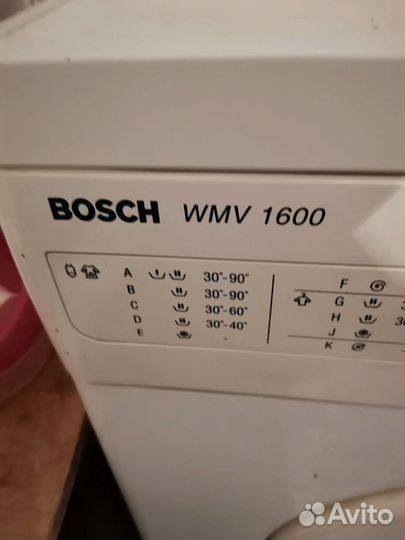 BOSCH WMV 1600
A 30°-90°
B 30°-90°
C 30°-60°
D 30°-40°
E
F
G
H
J
K
Avito